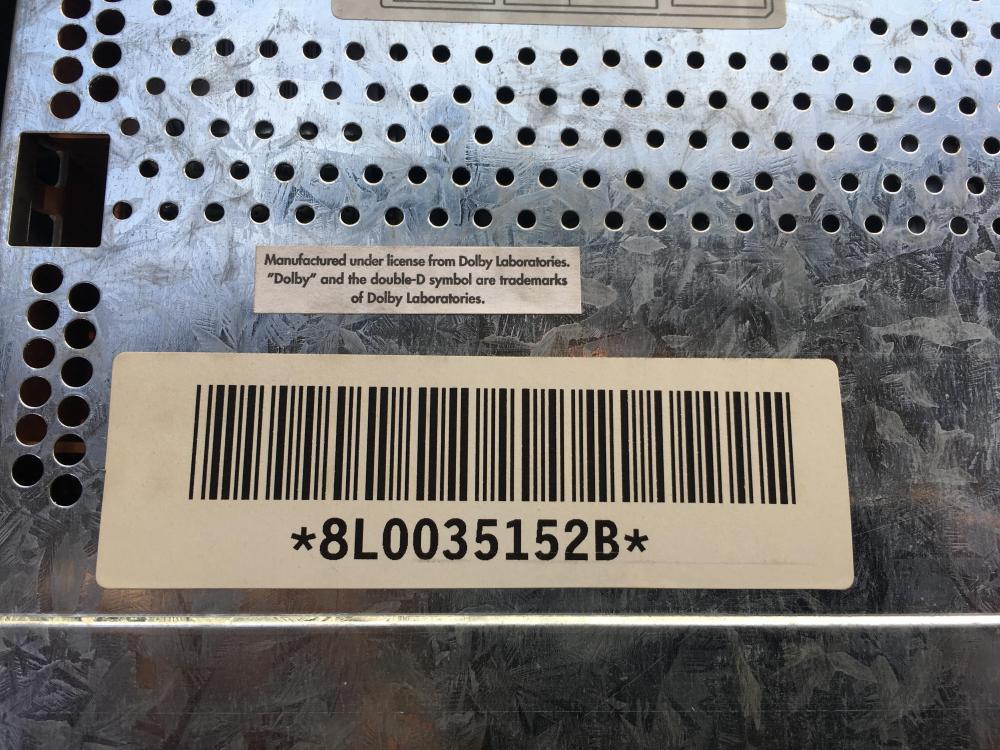 Manufactured under license from Dolby Laboratories.
"Dolby" and the double-D symbol are trademarks
of Dolby Laboratories.
*8L0035152B*